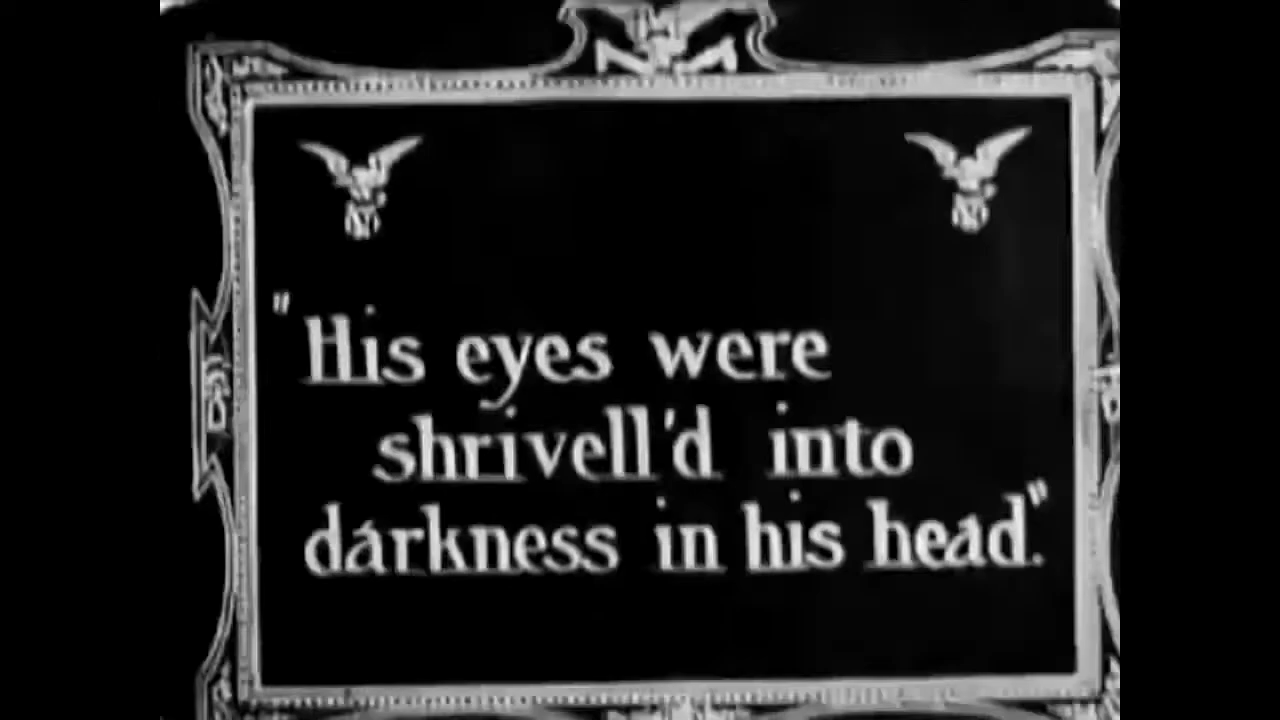 "His eyes were
shrivell'd into
darkness in his head."